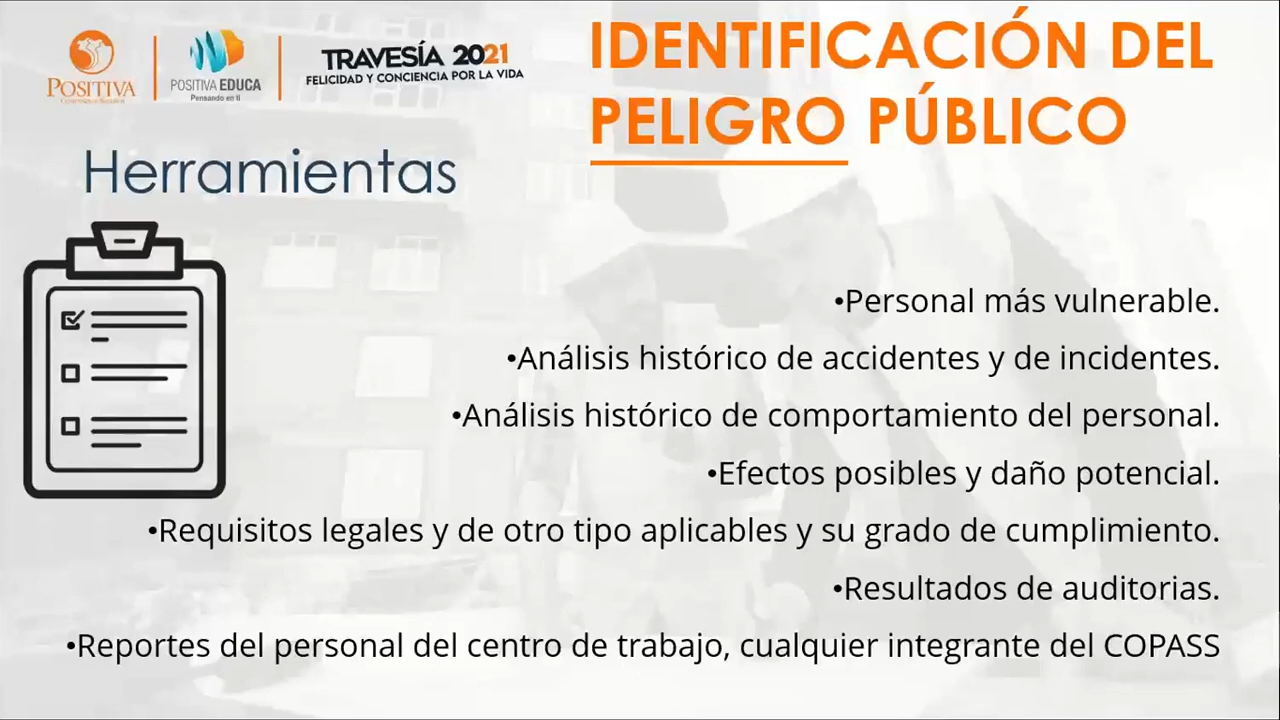 IDENTIFICACIÓN DEL
PELIGRO PÚBLICO
POSITIVA
POSITIVA EDUCA
Pensando en ti
TRAVESÍA 2021
FELICIDAD Y CONCIENCIA POR LA VIDA
Herramientas
•Personal más vulnerable.
•Análisis histórico de accidentes y de incidentes.
•Análisis histórico de comportamiento del personal.
•Efectos posibles y daño potencial.
•Requisitos legales y de otro tipo aplicables y su grado de cumplimiento.
•Resultados de auditorias.
•Reportes del personal del centro de trabajo, cualquier integrante del COPASS